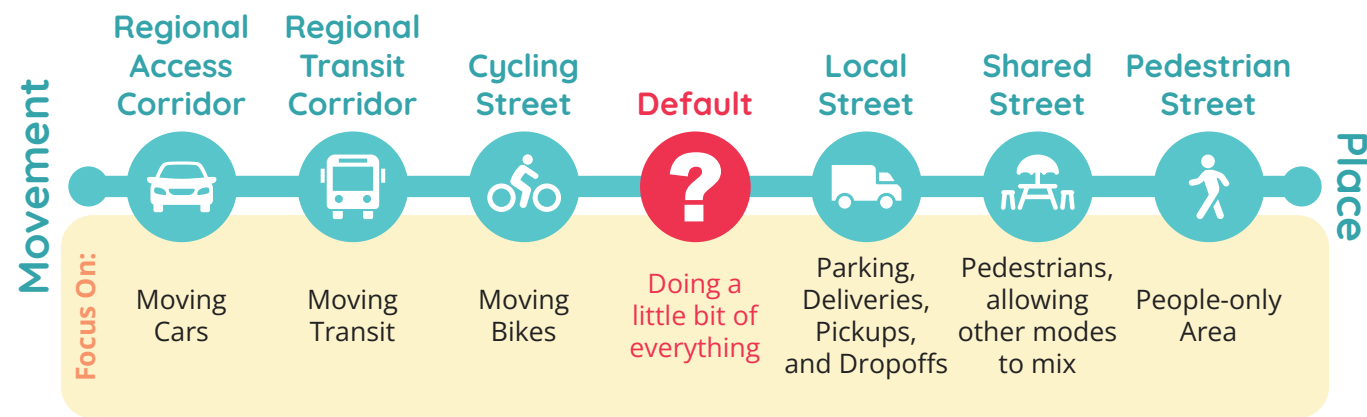 Movement
Regional
Access
Corridor
Regional
Transit
Corridor
Cycling
Street
Default
Local
Street
Shared
Street
Pedestrian
Street
Place
?
Focus On:
Moving
Cars
Moving
Transit
Moving
Bikes
Doing a
little bit of
everything
Parking,
Deliveries,
Pickups,
and Dropoffs
Pedestrians,
allowing
other modes
to mix
People-only
Area